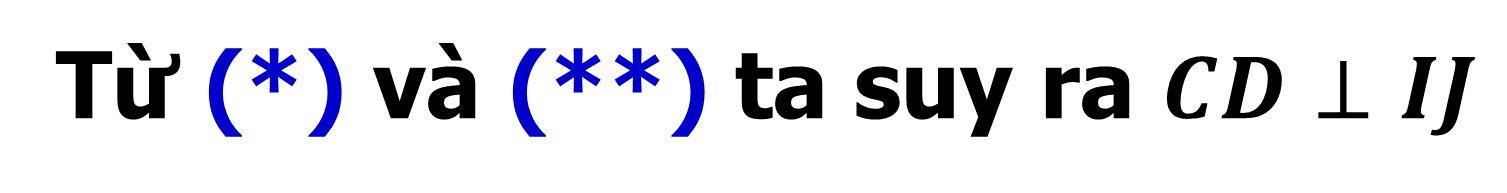 Từ (*) và (**) ta suy ra CD ⊥ IJ